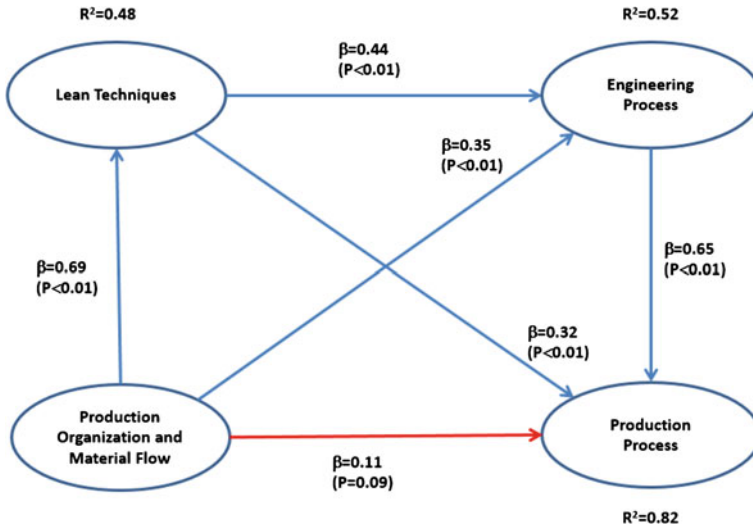 R²=0.48
R²=0.52
β=0.44
(P<0.01)
Lean Techniques
Engineering
Process
β=0.35
(P<0.01)
β=0.69
(P<0.01)
β=0.65
(P<0.01)
β=0.32
(P<0.01)
Production
Organization and
Material Flow
Production
Process
β=0.11
(P=0.09)
R²=0.82